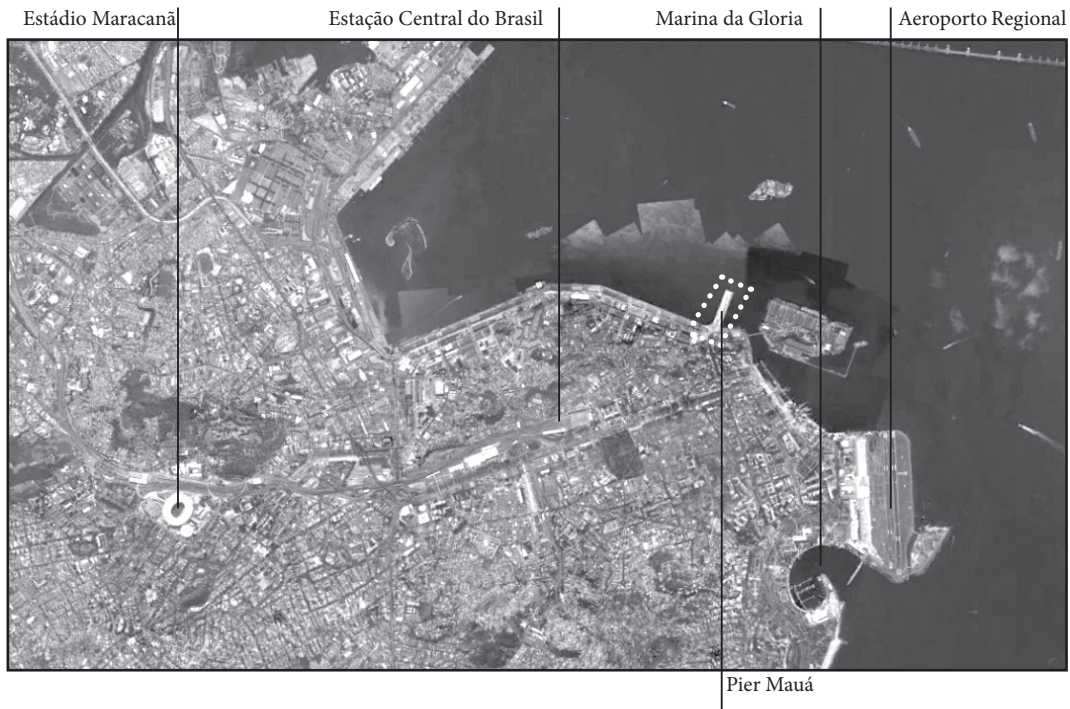 Estádio Maracanã
Estação Central do Brasil
Marina da Gloria
Aeroporto Regional
Pier Mauá